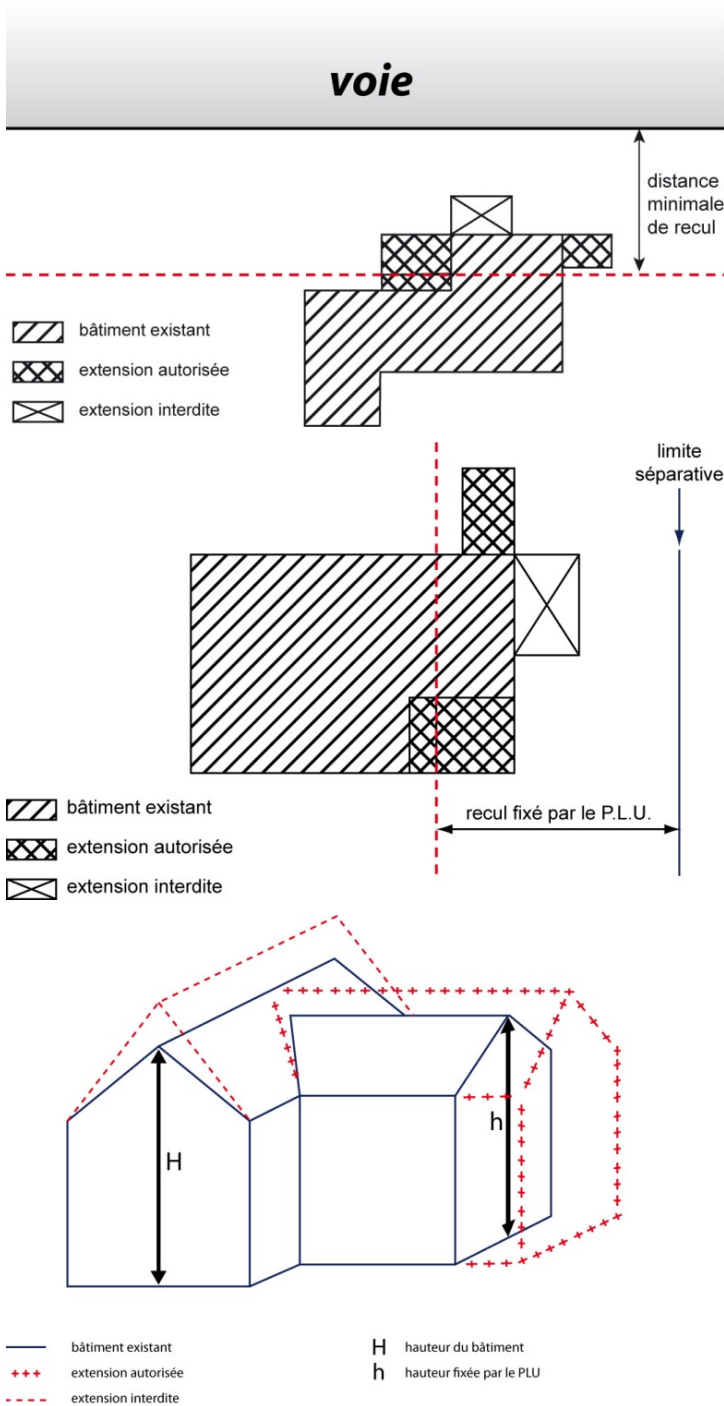 voie
distance
minimale
de recul
bâtiment existant
extension autorisée
extension interdite
limite
séparative
recul fixé par le P.L.U.
bâtiment existant
extension autorisée
extension interdite
H
h
bâtiment existant
extension autorisée
extension interdite
H hauteur du bâtiment
h hauteur fixée par le PLU